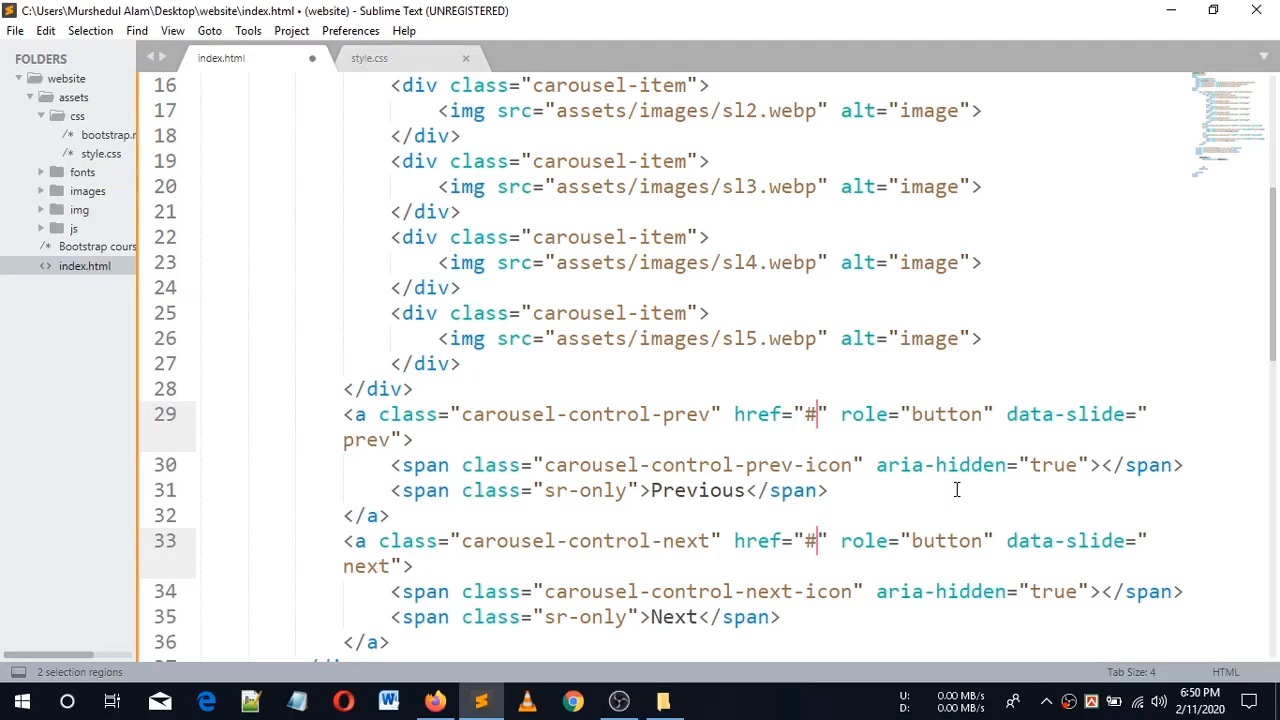 C:\Users\Murshedul Alam\Desktop\website\index.html • (website) - Sublime Text (UNREGISTERED)
File Edit Selection Find View Goto Tools Project Preferences Help
FOLDERS
website
assets
css
bootstrap.m
style.css
fonts
images
img
js
Bootstrap cours
index.html
index.html
style.css
16 <div class="carousel-item">
17 <img src="assets/images/sl2.webp" alt="image">
18 </div>
19 <div class="carousel-item">
20 <img src="assets/images/sl3.webp" alt="image">
21 </div>
22 <div class="carousel-item">
23 <img src="assets/images/sl4.webp" alt="image">
24 </div>
25 <div class="carousel-item">
26 <img src="assets/images/sl5.webp" alt="image">
27 </div>
28 </div>
29 <a class="carousel-control-prev" href="#" role="button" data-slide="
prev">
30 <span class="carousel-control-prev-icon" aria-hidden="true"></span>
31 <span class="sr-only">Previous</span>
32 </a>
33 <a class="carousel-control-next" href="#" role="button" data-slide="
next">
34 <span class="carousel-control-next-icon" aria-hidden="true"></span>
35 <span class="sr-only">Next</span>
36 </a>
2 selection regions
Tab Size: 4
HTML
U: 0.00 MB/s
D: 0.00 MB/s
6:50 PM
2/11/2020